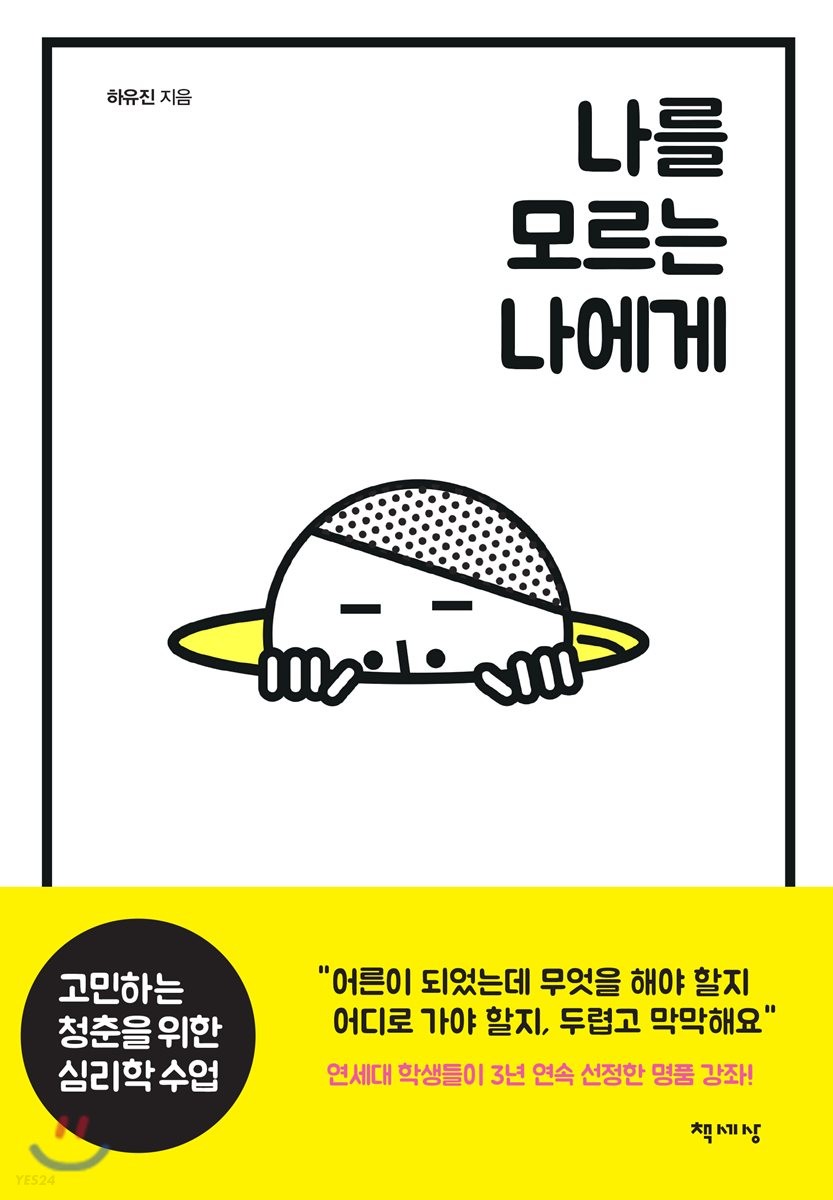 하유진 지음
나를
모르는
나에게
고민하는
청춘을 위한
심리학 수업
"어른이 되었는데 무엇을 해야 할지
어디로 가야 할지, 두렵고 막막해요"
연세대 학생들이 3년 연속 선정한 명품 강좌!
책세상
YES24